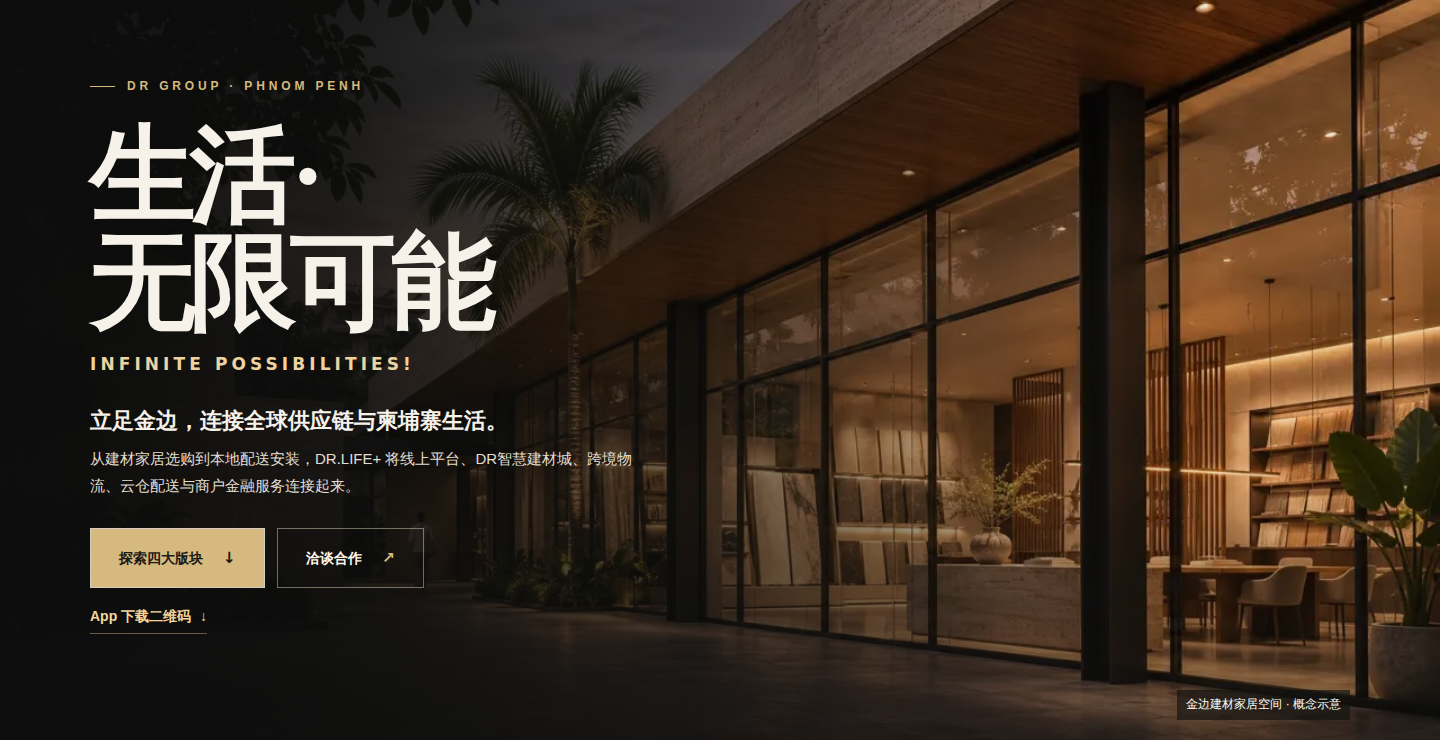 DR GROUP · PHNOM PENH
生活·
无限可能
INFINITE POSSIBILITIES!
立足金边，连接全球供应链与柬埔寨生活。
从建材家居选购到本地配送安装，DR.LIFE+ 将线上平台、DR智慧建材城、跨境物
流、云仓配送与商户金融服务连接起来。
探索四大版块 ↓
洽谈合作 ↗
App 下载二维码 ↓
金边建材家居空间 · 概念示意